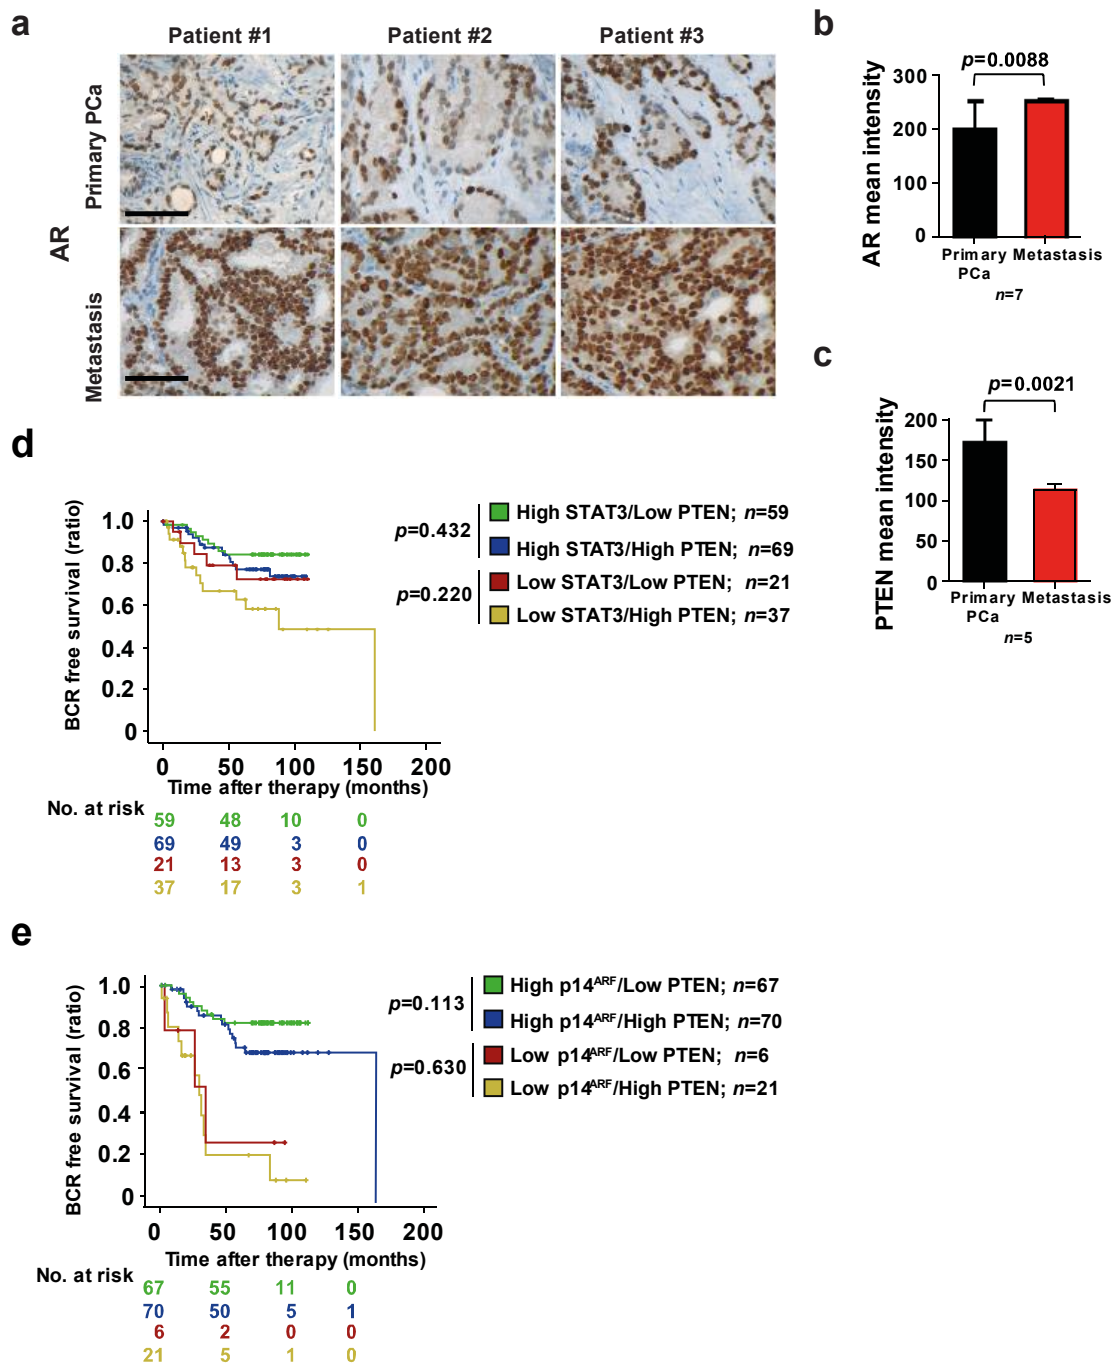 a
Patient #1 Patient #2 Patient #3
AR
Primary PCa
Metastasis
b
p=0.0088
AR mean intensity
300
200
100
0
Primary PCa Metastasis
n=7
c
p=0.0021
PTEN mean intensity
200
150
100
50
0
Primary PCa Metastasis
n=5
d
BCR free survival (ratio)
1.0
0.8
0.6
0.4
0.2
0
0 50 100 150 200
Time after therapy (months)
p=0.432
High STAT3/Low PTEN; n=59
High STAT3/High PTEN; n=69
p=0.220
Low STAT3/Low PTEN; n=21
Low STAT3/High PTEN; n=37
No. at risk
59 48 10 0
69 49 3 0
21 13 3 0
37 17 3 1
e
BCR free survival (ratio)
1.0
0.8
0.6
0.4
0.2
0
0 50 100 150 200
Time after therapy (months)
p=0.113
High p14ARF/Low PTEN; n=67
High p14ARF/High PTEN; n=70
p=0.630
Low p14ARF/Low PTEN; n=6
Low p14ARF/High PTEN; n=21
No. at risk
67 55 11 0
70 50 5 1
6 2 0 0
21 5 1 0